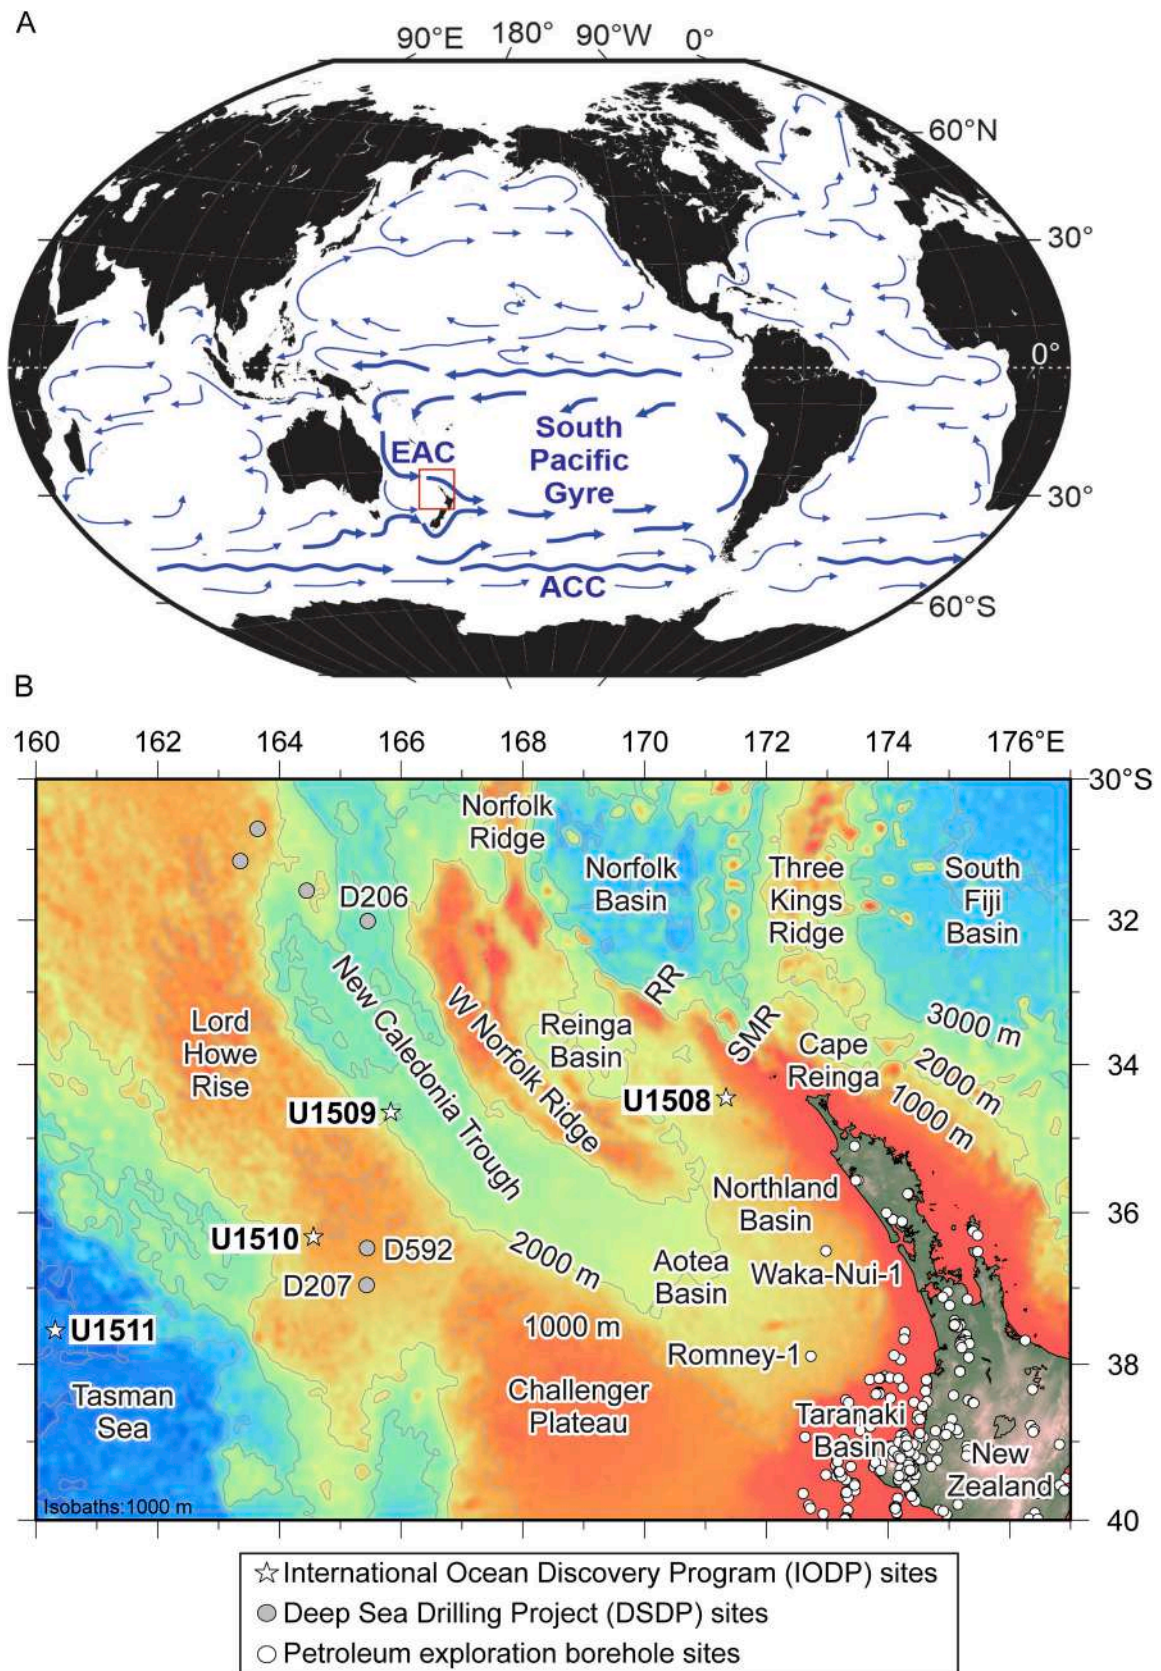 A
90°E 180° 90°W 0°
60°N
30°
0°
EAC
South
Pacific
Gyre
30°
ACC
60°S
B
160 162 164 166 168 170 172 174 176°E
30°S
Norfolk
Ridge
Norfolk
Basin
Three
Kings
Ridge
South
Fiji
Basin
D206
32
New Caledonia Trough
W Norfolk Ridge
RR
SMR
Reinga
Basin
Lord
Howe
Rise
Cape
Reinga
3000 m
2000 m
1000 m
34
U1509
U1508
Northland
Basin
36
U1510
D592
D207
2000 m
Aotea
Basin
Waka-Nui-1
U1511
1000 m
Romney-1
38
Tasman
Sea
Challenger
Plateau
Taranaki
Basin
New
Zealand
Isobaths:1000 m
40
International Ocean Discovery Program (IODP) sites
Deep Sea Drilling Project (DSDP) sites
Petroleum exploration borehole sites